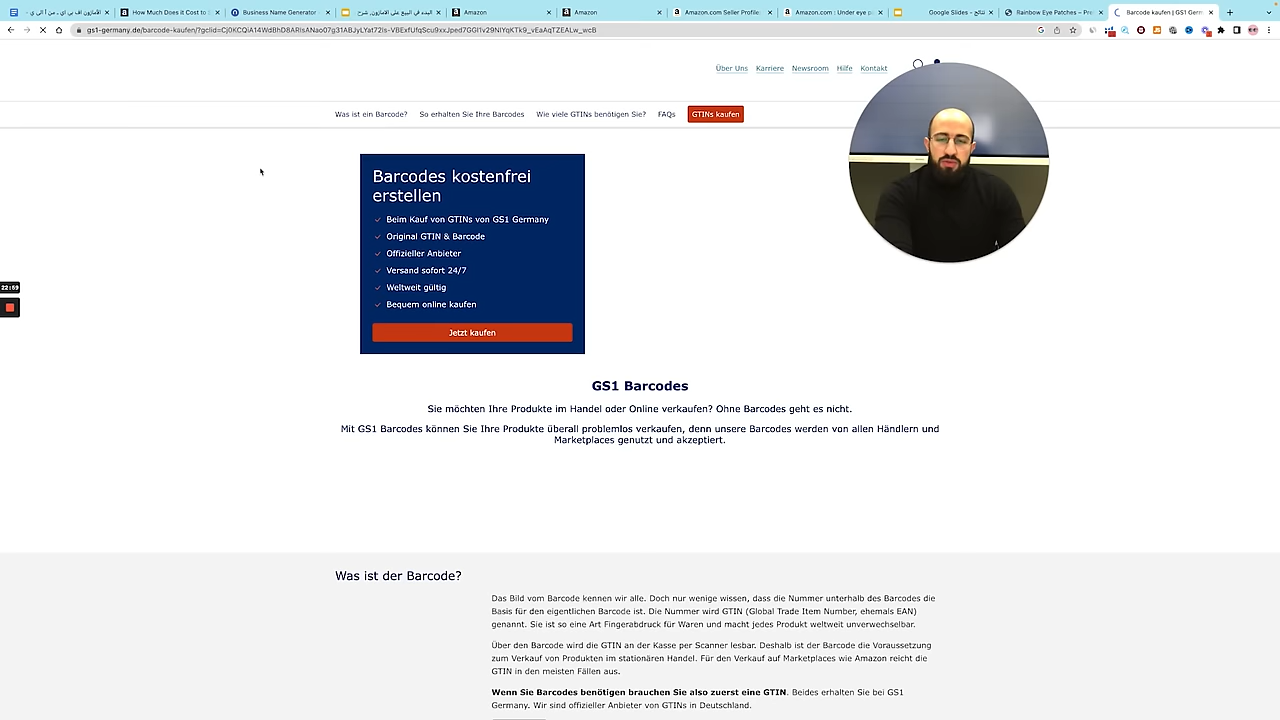 How Much Does it Cost to
Business Name Generator
Amazon
Amazon
Amazon.com Seller Profile:
Amazon.com : Under eye p
Google Slides - نتائج
Rainbow Eye Patches – Pr
Barcode kaufen | GS1 Germ
gs1-germany.de/barcode-kaufen/
Über Uns Karriere Newsroom Hilfe Kontakt
Was ist ein Barcode? So erhalten Sie Ihre Barcodes Wie viele GTINs benötigen Sie? FAQs GTINs kaufen
Barcodes kostenfrei
erstellen
Beim Kauf von GTINs von GS1 Germany
Original GTIN & Barcode
Offizieller Anbieter
Versand sofort 24/7
Weltweit gültig
Bequem online kaufen
Jetzt kaufen
22:59
GS1 Barcodes
Sie möchten Ihre Produkte im Handel oder Online verkaufen? Ohne Barcodes geht es nicht.
Mit GS1 Barcodes können Sie Ihre Produkte überall problemlos verkaufen, denn unsere Barcodes werden von allen Händlern und
Marketplaces genutzt und akzeptiert.
Was ist der Barcode?
Das Bild vom Barcode kennen wir alle. Doch nur wenige wissen, dass die Nummer unterhalb des Barcodes die
Basis für den eigentlichen Barcode ist. Die Nummer wird GTIN (Global Trade Item Number, ehemals EAN)
genannt. Sie ist so eine Art Fingerabdruck für Waren und macht jedes Produkt weltweit unverwechselbar.
Über den Barcode wird die GTIN an der Kasse per Scanner lesbar. Deshalb ist der Barcode die Voraussetzung
zum Verkauf von Produkten im stationären Handel. Für den Verkauf auf Marketplaces wie Amazon reicht die
GTIN in den meisten Fällen aus.
Wenn Sie Barcodes benötigen brauchen Sie also zuerst eine GTIN. Beides erhalten Sie bei GS1
Germany. Wir sind offizieller Anbieter von GTINs in Deutschland.